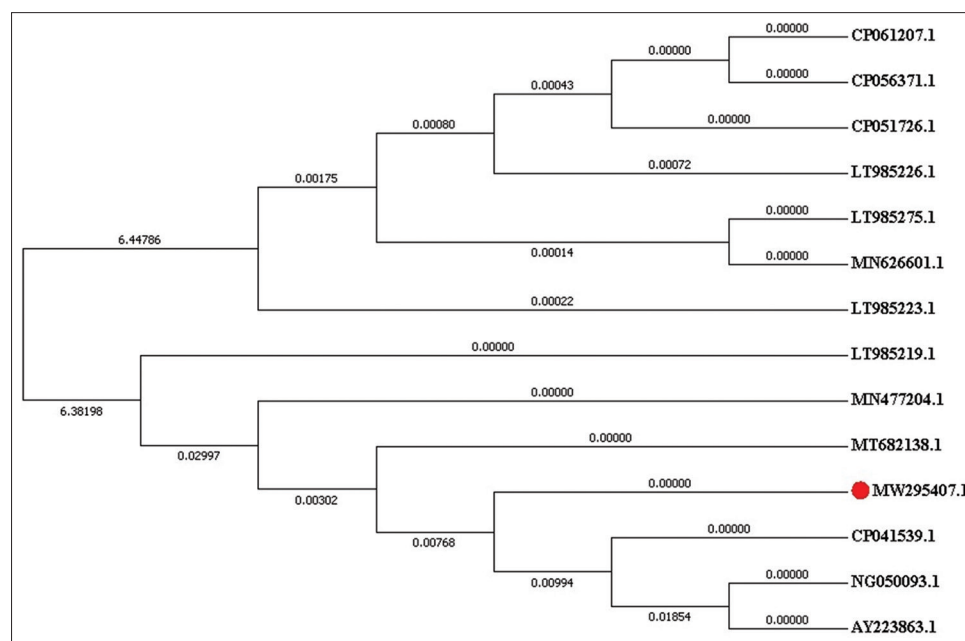 0.00000
CP061207.1
0.00000
0.00000
CP056371.1
0.00043
0.00000
CP051726.1
0.00080
0.00072
LT985226.1
0.00175
0.00000
LT985275.1
0.00014
0.00000
MN626601.1
6.44786
0.00022
LT985223.1
0.00000
LT985219.1
6.38198
0.00000
MN477204.1
0.02997
0.00000
MT682138.1
0.00302
0.00000
MW295407.1
0.00768
0.00000
CP041539.1
0.00994
0.00000
NG050093.1
0.01854
0.00000
AY223863.1